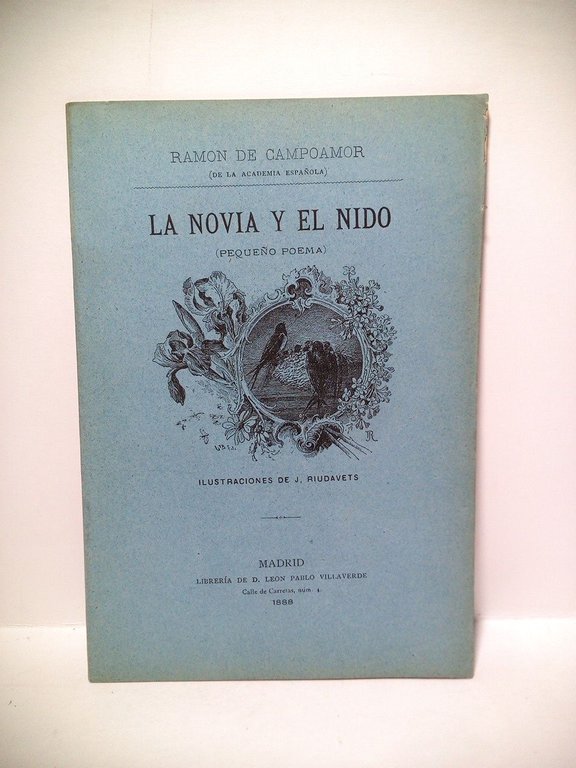 RAMON DE CAMPOAMOR
(DE LA ACADEMIA ESPAÑOLA)
LA NOVIA Y EL NIDO
(PEQUEÑO POEMA)
JR
ILUSTRACIONES DE J. RIUDAVETS
MADRID
LIBRERÍA DE D. LEON PABLO VILLAVERDE
Calle de Carretas, núm. 4.
1888